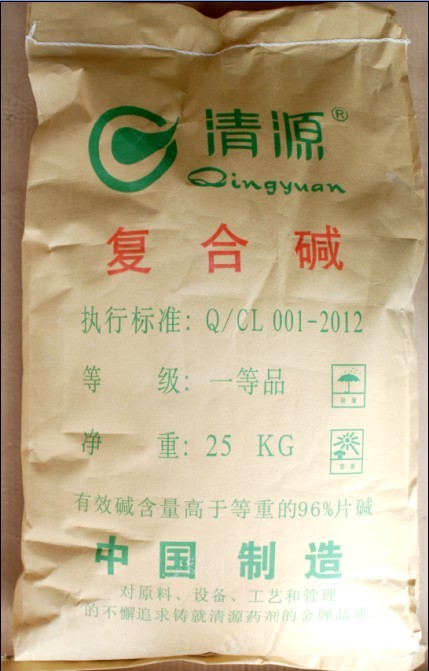 清源®
Qingyuan
复合碱
执行标准: Q/CL 001-2012
等 级: 一等品
净 重: 25 KG
有效碱含量高于等重的96%片碱
中国制造
对原料、设备、工艺和管理
的不懈追求铸就清源药剂的金牌品质。